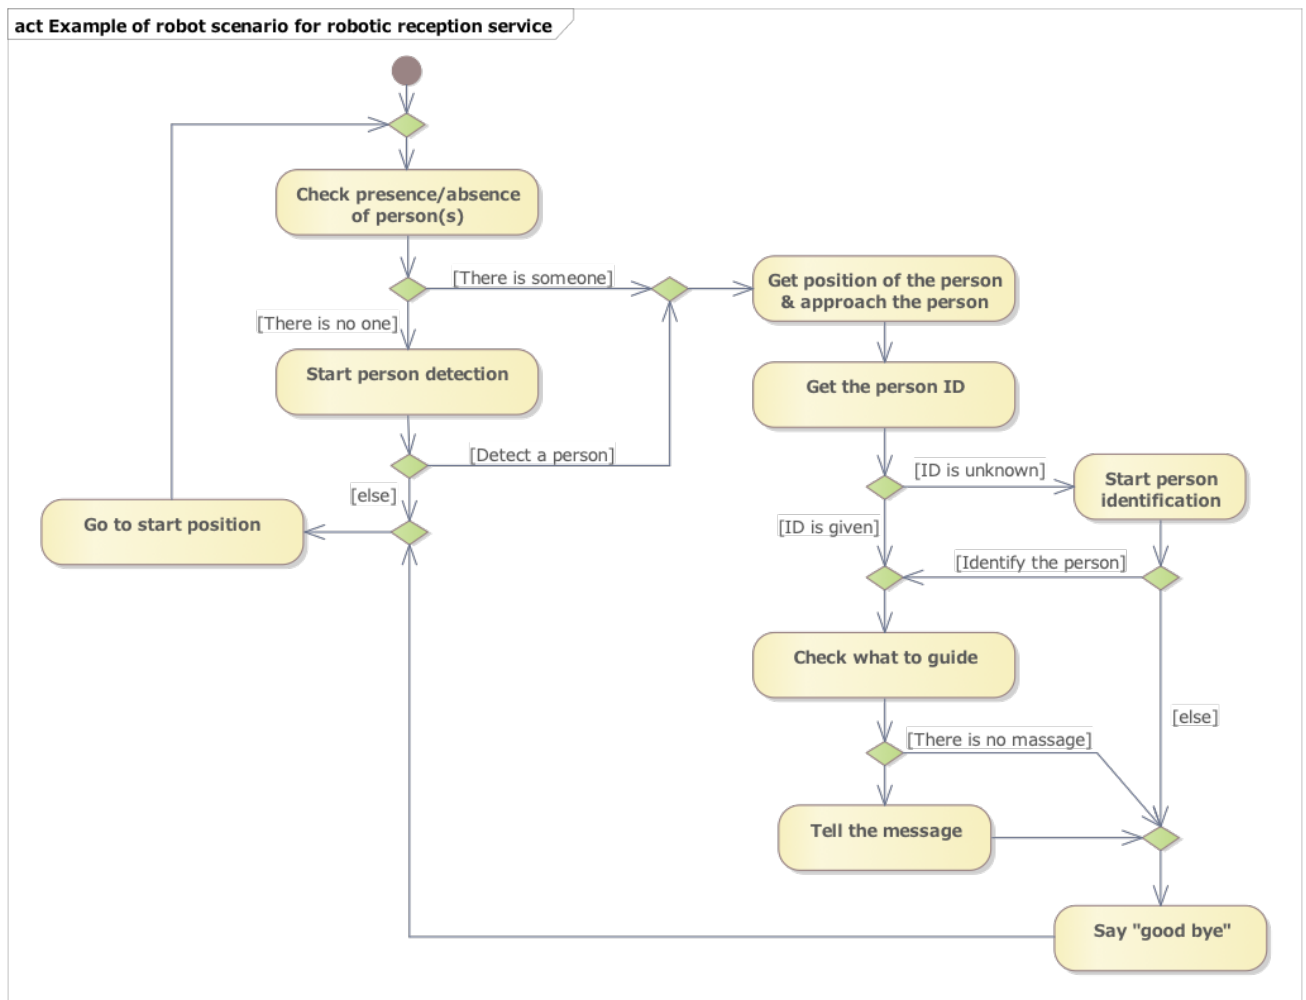 act Example of robot scenario for robotic reception service
Check presence/absence
of person(s)
[There is someone]
Get position of the person
& approach the person
[There is no one]
Start person detection
Get the person ID
[Detect a person]
[ID is unknown]
Start person
identification
[else]
Go to start position
[ID is given]
[Identify the person]
Check what to guide
[else]
[There is no massage]
Tell the message
Say "good bye"